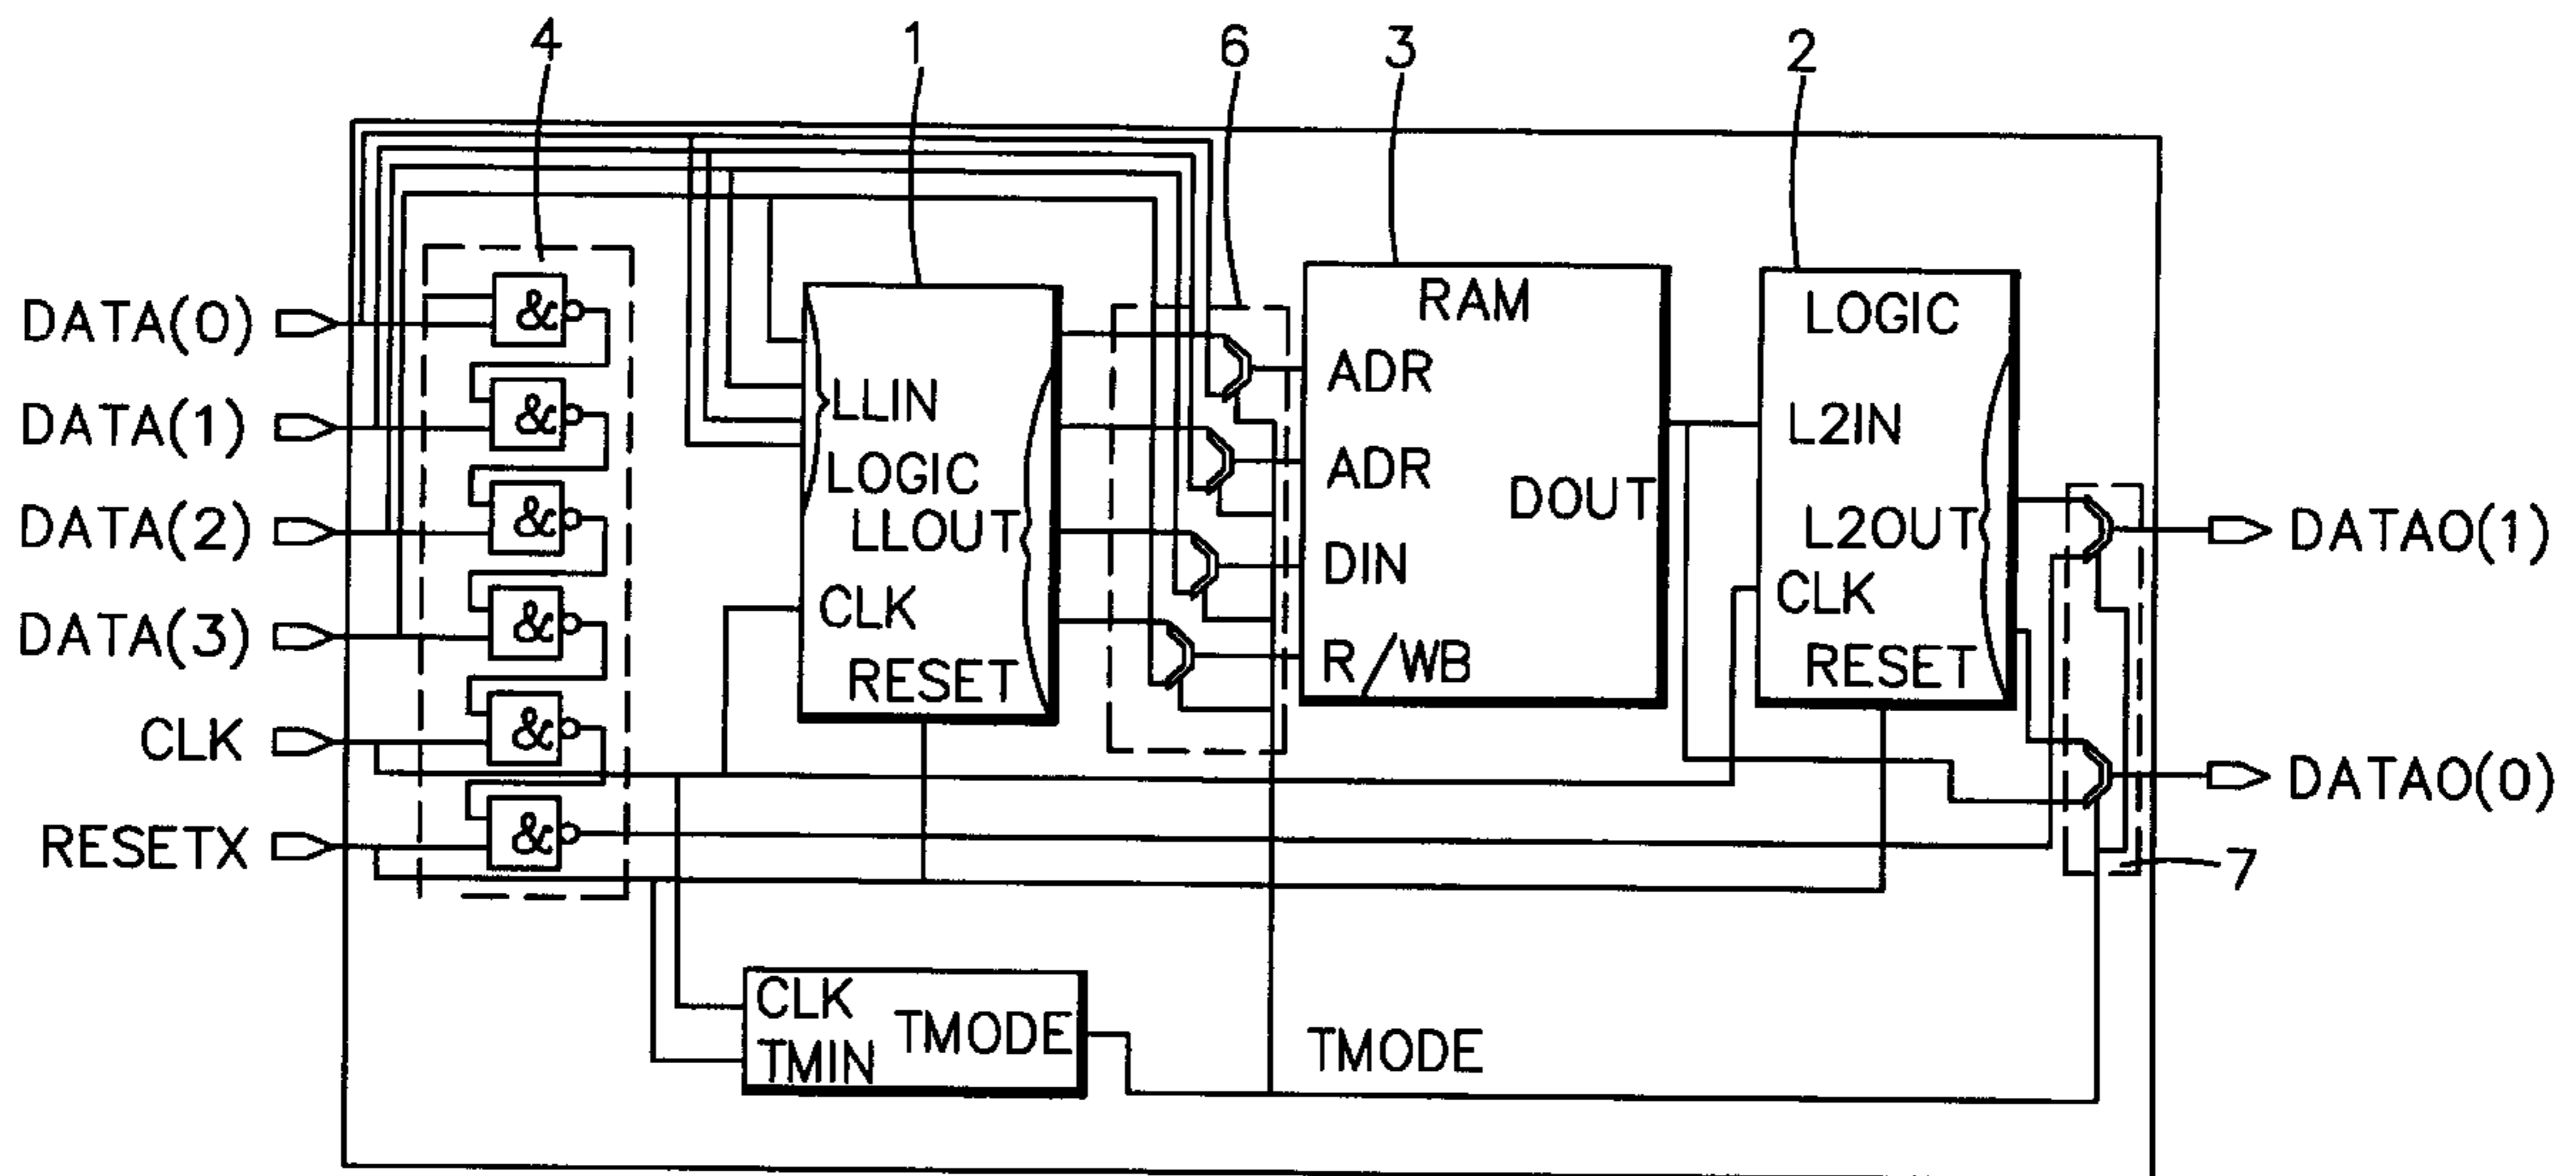 4
1
6
3
2
DATA(0)
DATA(1)
DATA(2)
DATA(3)
CLK
RESETX
&
&
&
&
&
&
LLIN
LOGIC
LLOUT
CLK
RESET
RAM
ADR
ADR
DOUT
DIN
R/WB
LOGIC
L2IN
L2OUT
CLK
RESET
DATAO(1)
DATAO(0)
7
CLK
TMODE
TMIN
TMODE